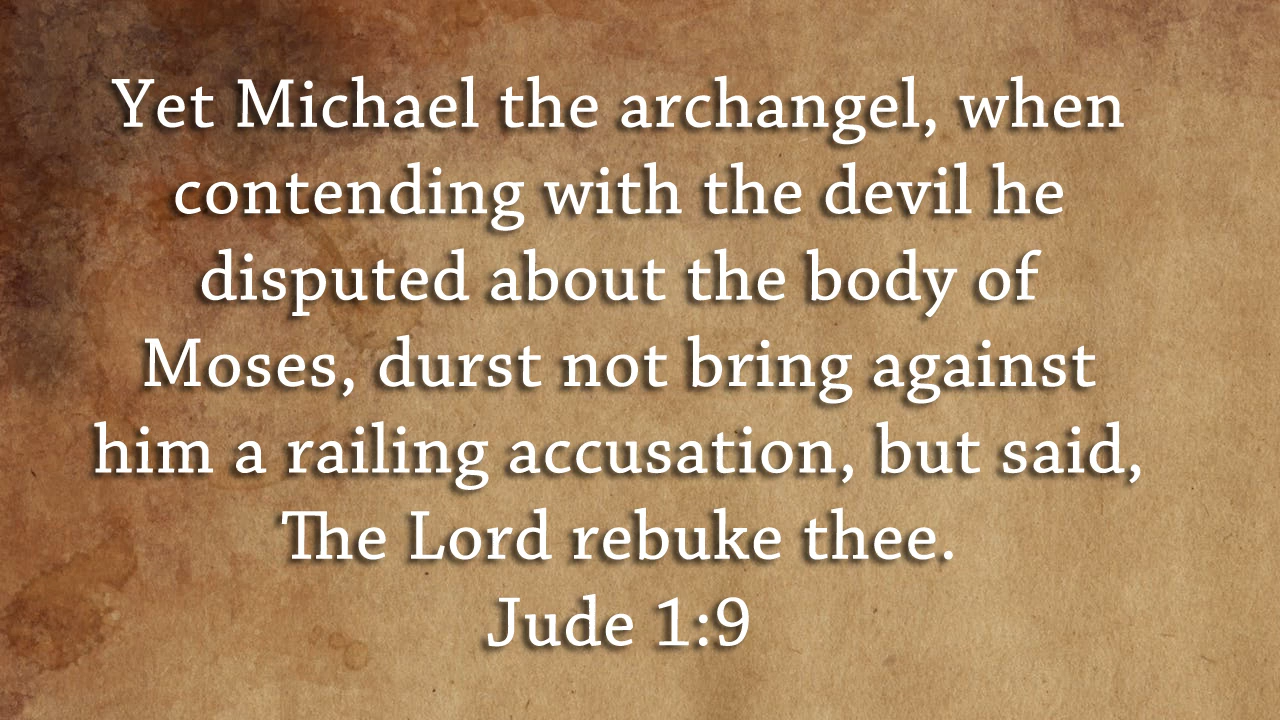 Yet Michael the archangel, when
contending with the devil he
disputed about the body of
Moses, durst not bring against
him a railing accusation, but said,
The Lord rebuke thee.
Jude 1:9